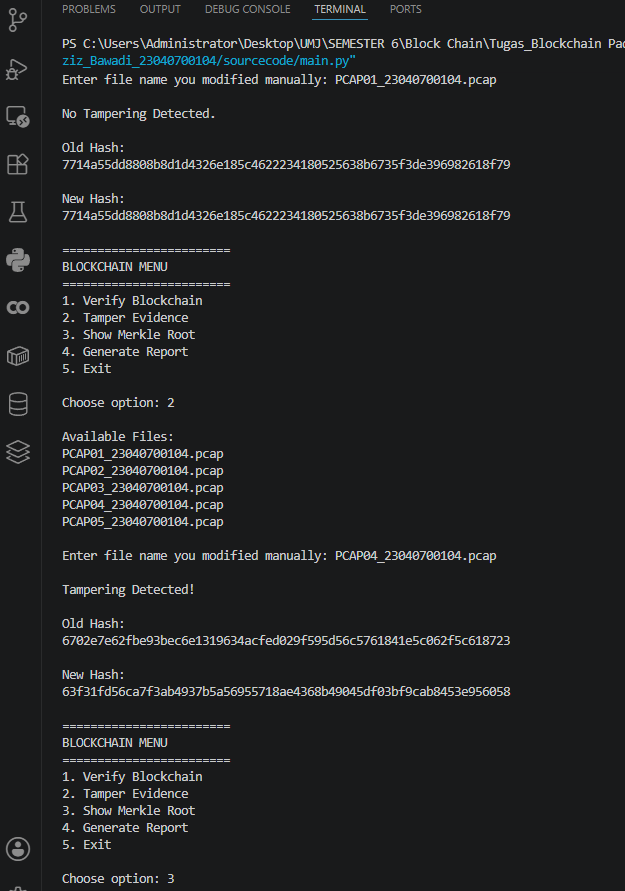 PROBLEMS OUTPUT DEBUG CONSOLE TERMINAL PORTS
PS C:\Users\Administrator\Desktop\UMJ\SEMESTER 6\Block Chain\Tugas_Blockchain Pac
ziz_Bawadi_23040700104/sourcecode/main.py"
Enter file name you modified manually: PCAP01_23040700104.pcap
No Tampering Detected.
Old Hash:
7714a55dd8808b8d1d4326e185c4622234180525638b6735f3de396982618f79
New Hash:
7714a55dd8808b8d1d4326e185c4622234180525638b6735f3de396982618f79
========================
BLOCKCHAIN MENU
========================
1. Verify Blockchain
2. Tamper Evidence
3. Show Merkle Root
4. Generate Report
5. Exit
Choose option: 2
Available Files:
PCAP01_23040700104.pcap
PCAP02_23040700104.pcap
PCAP03_23040700104.pcap
PCAP04_23040700104.pcap
PCAP05_23040700104.pcap
Enter file name you modified manually: PCAP04_23040700104.pcap
Tampering Detected!
Old Hash:
6702e7e62fbe93bec6e1319634acfed029f595d56c5761841e5c062f5c618723
New Hash:
63f31fd56ca7f3ab4937b5a56955718ae4368b49045df03bf9cab8453e956058
========================
BLOCKCHAIN MENU
========================
1. Verify Blockchain
2. Tamper Evidence
3. Show Merkle Root
4. Generate Report
5. Exit
Choose option: 3